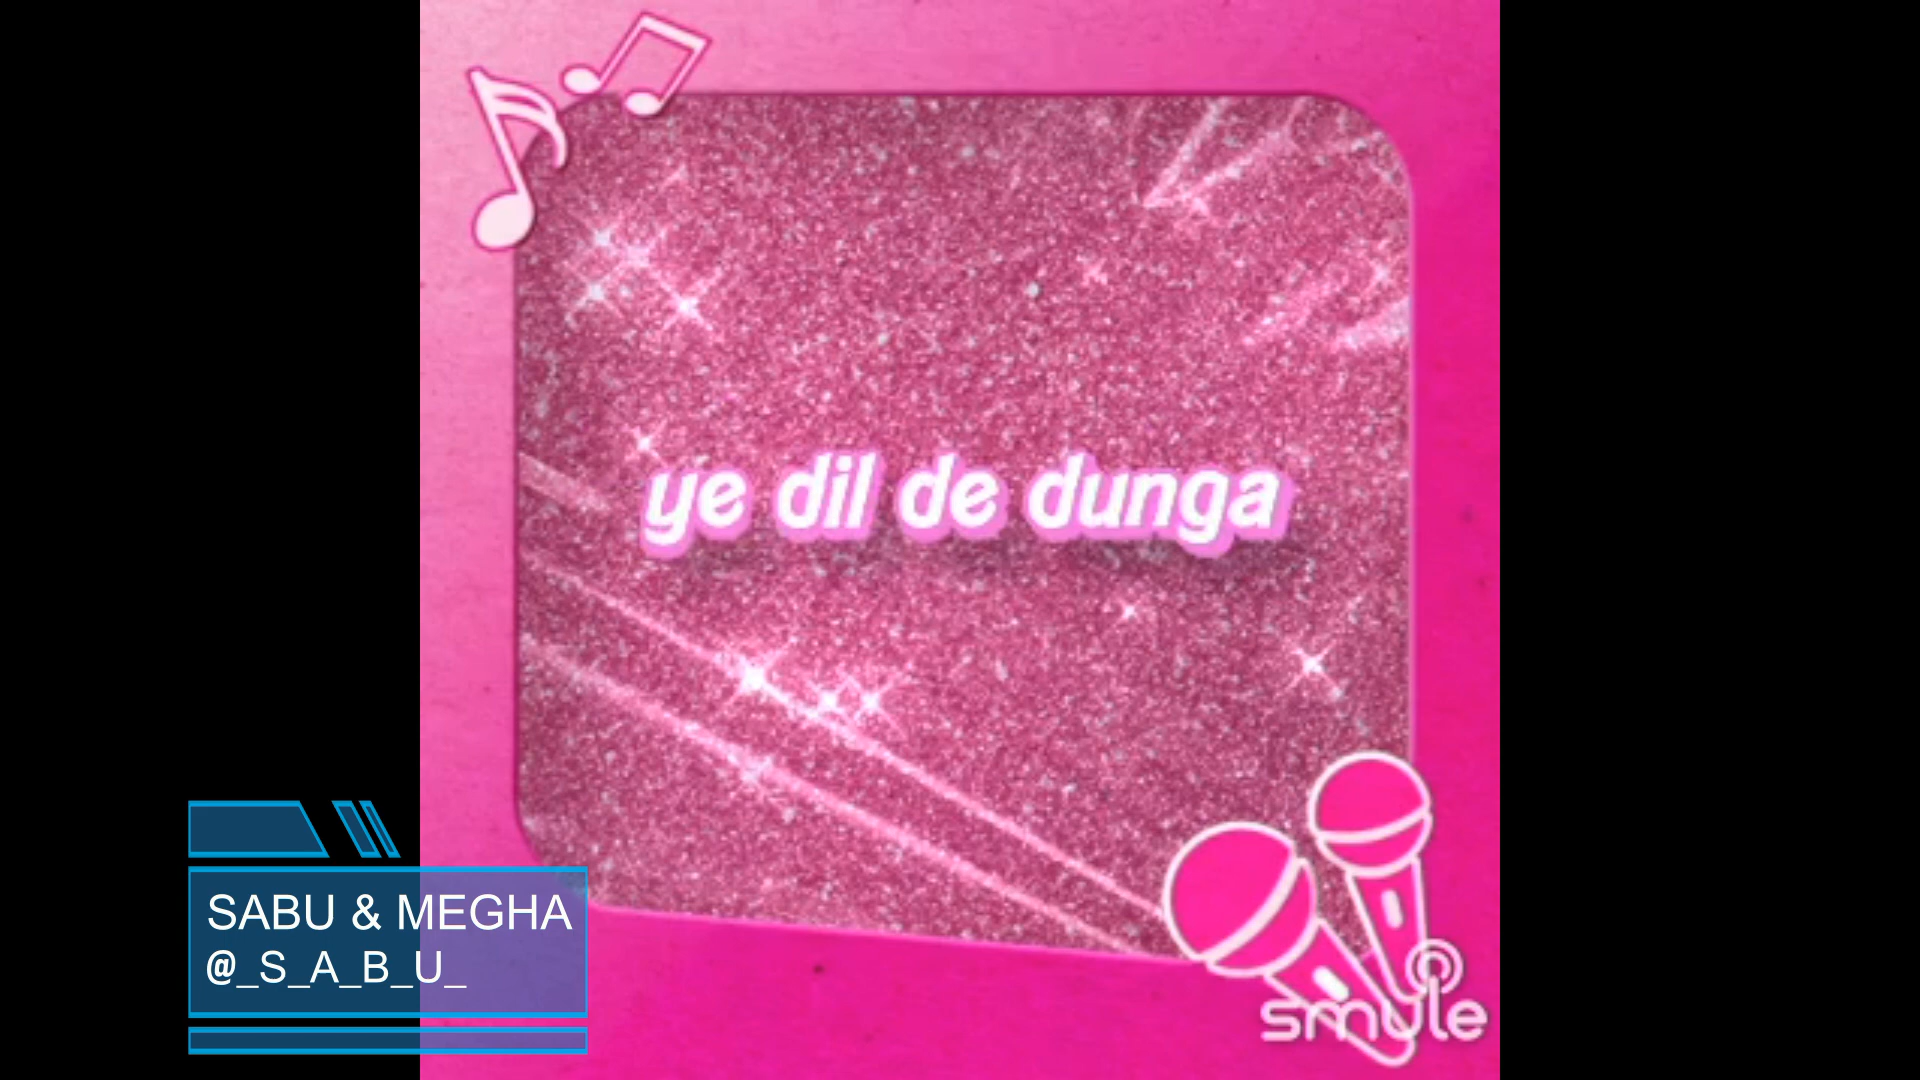 ye dil de dunga
SABU & MEGHA
@_S_A_B_U_
smule